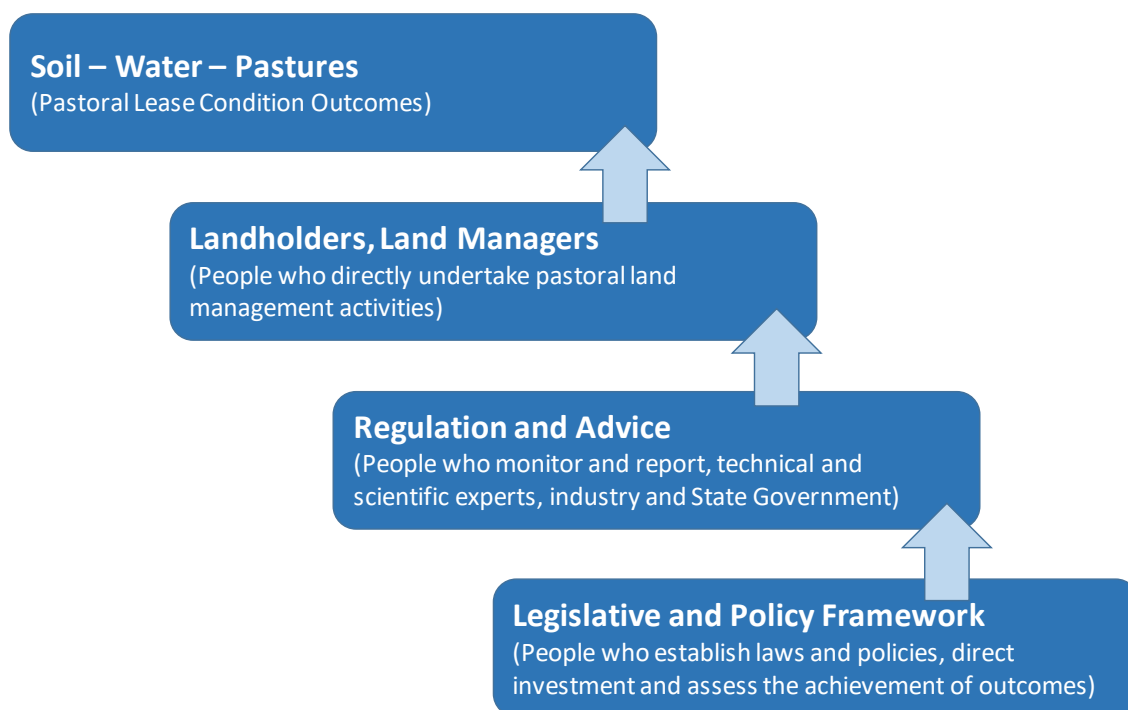 Soil – Water – Pastures
(Pastoral Lease Condition Outcomes)
Landholders, Land Managers
(People who directly undertake pastoral land
management activities)
Regulation and Advice
(People who monitor and report, technical and
scientific experts, industry and State Government)
Legislative and Policy Framework
(People who establish laws and policies, direct
investment and assess the achievement of outcomes)